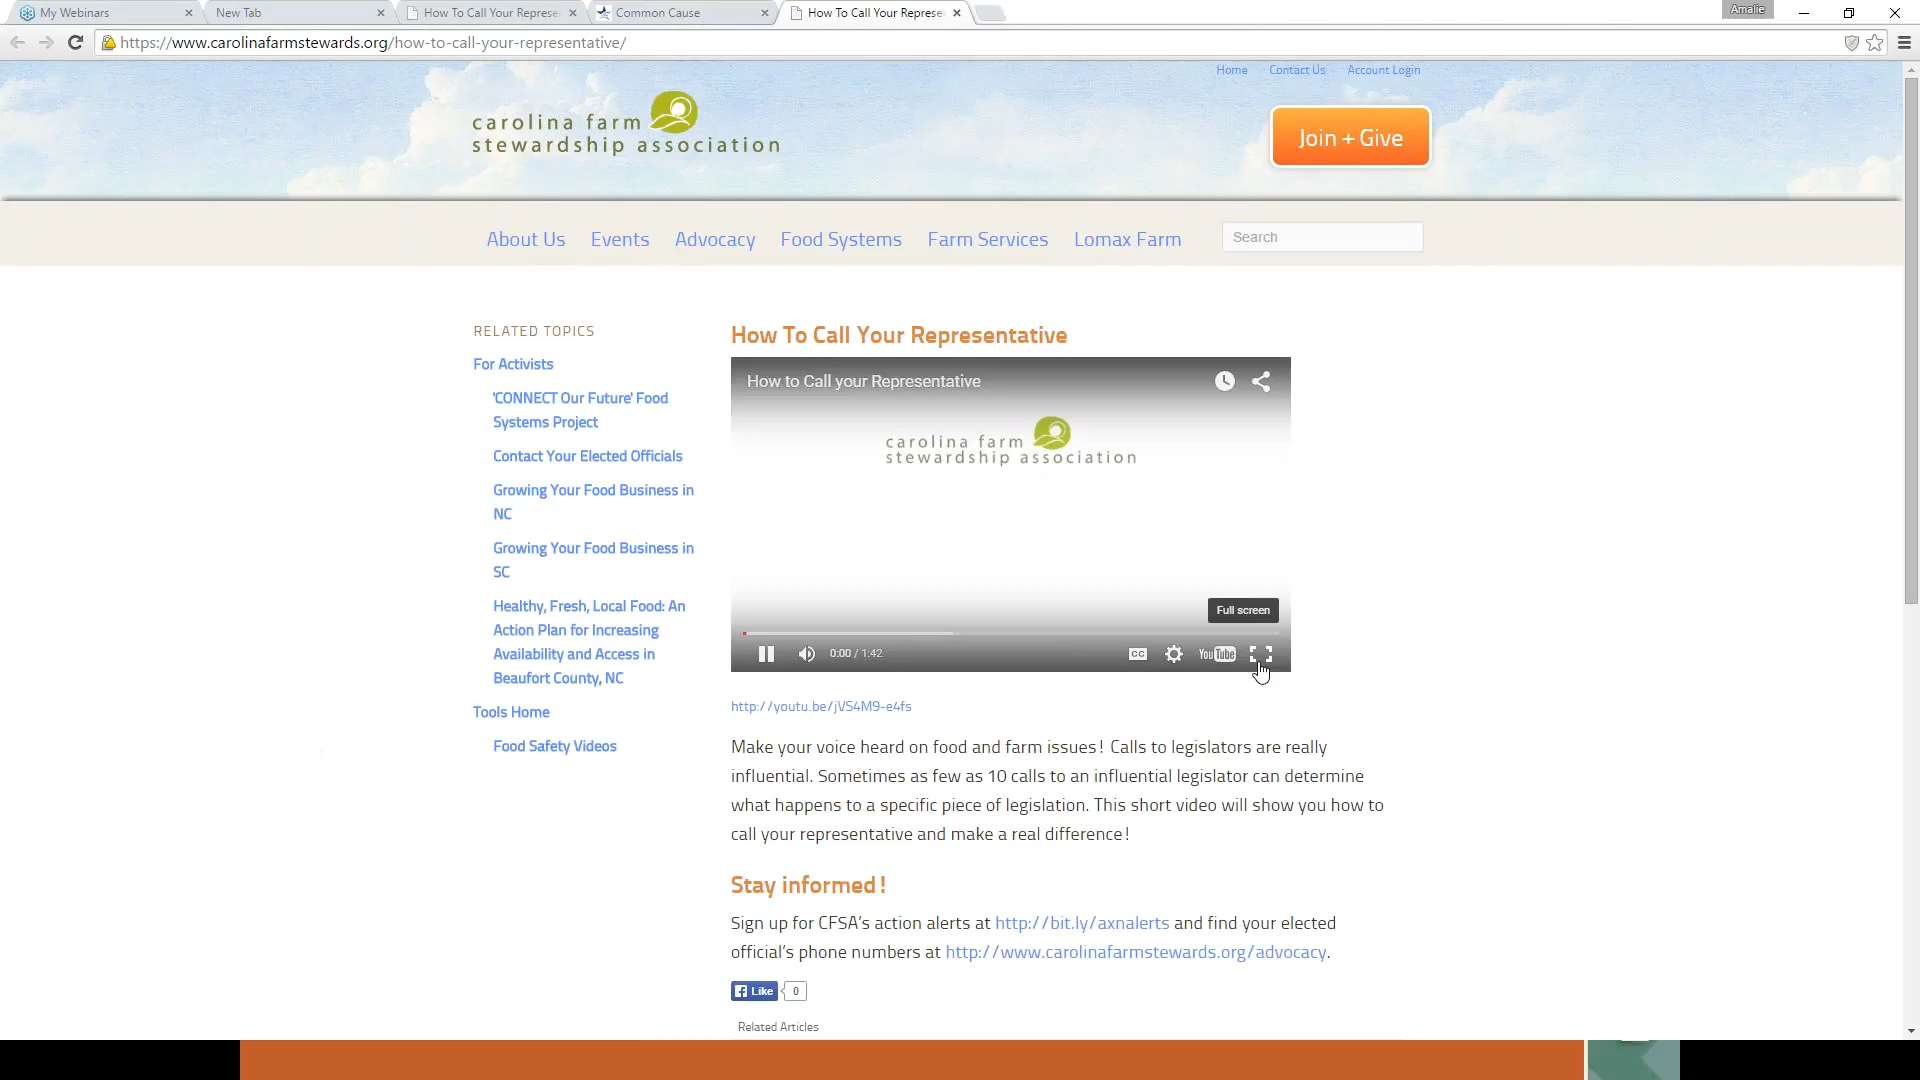 My Webinars
New Tab
How To Call Your Represe
Common Cause
How To Call Your Represe
Amalie
https://www.carolinafarmstewards.org/how-to-call-your-representative/
Home Contact Us Account Login
carolina farm
stewardship association
Join + Give
About Us Events Advocacy Food Systems Farm Services Lomax Farm
Search
RELATED TOPICS
For Activists
'CONNECT Our Future' Food
Systems Project
Contact Your Elected Officials
Growing Your Food Business in
NC
Growing Your Food Business in
SC
Healthy, Fresh, Local Food: An
Action Plan for Increasing
Availability and Access in
Beaufort County, NC
Tools Home
Food Safety Videos
How To Call Your Representative
How to Call your Representative
carolina farm
stewardship association
Full screen
0:00 / 1:42
CC
YouTube
http://youtu.be/jVS4M9-e4fs
Make your voice heard on food and farm issues! Calls to legislators are really
influential. Sometimes as few as 10 calls to an influential legislator can determine
what happens to a specific piece of legislation. This short video will show you how to
call your representative and make a real difference!
Stay informed!
Sign up for CFSA's action alerts at http://bit.ly/axnalerts and find your elected
official's phone numbers at http://www.carolinafarmstewards.org/advocacy.
Like 0
Related Articles